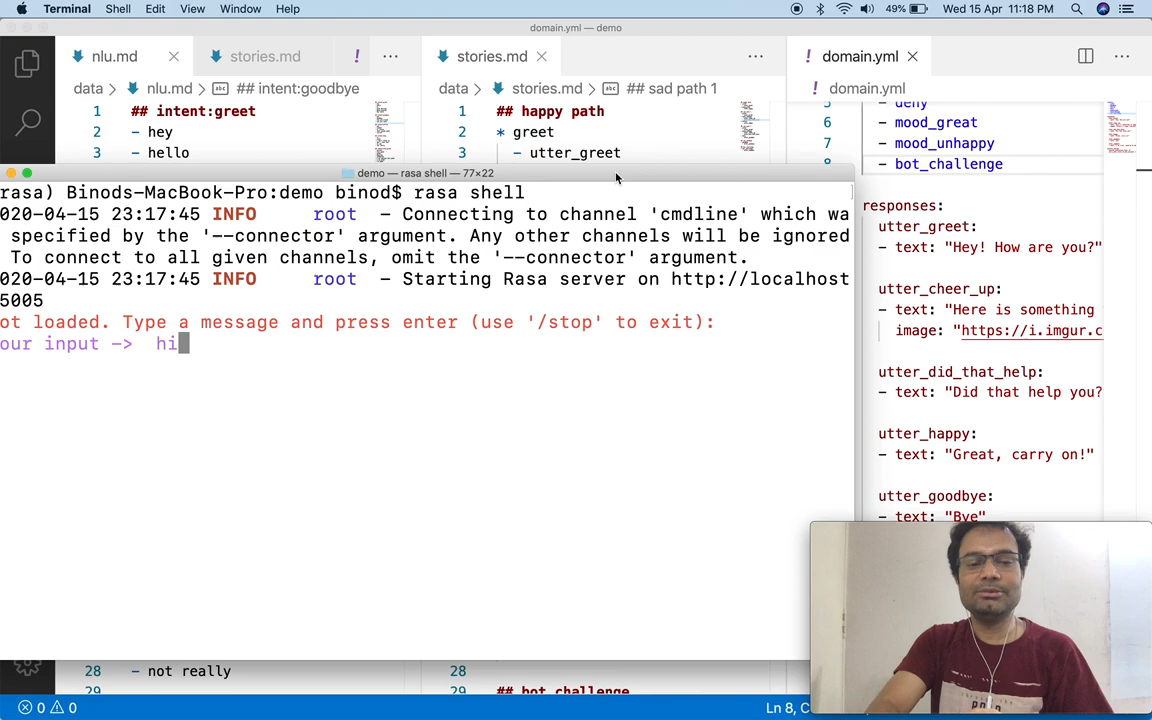 Terminal Shell Edit View Window Help 49% Wed 15 Apr 11:18 PM
domain.yml — demo
nlu.md stories.md ! ... stories.md ... ! domain.yml ...
data > nlu.md > ## intent:goodbye data > stories.md > ## sad path 1 ! domain.yml
1 ## intent:greet
2 - hey
3 - hello
1 ## happy path
2 * greet
3 - utter_greet
- deny
6 - mood_great
7 - mood_unhappy
8 - bot_challenge
demo — rasa shell — 77×22
rasa) Binods-MacBook-Pro:demo binod$ rasa shell
020-04-15 23:17:45 INFO root - Connecting to channel 'cmdline' which wa
specified by the '--connector' argument. Any other channels will be ignored
To connect to all given channels, omit the '--connector' argument.
020-04-15 23:17:45 INFO root - Starting Rasa server on http://localhost
5005
ot loaded. Type a message and press enter (use '/stop' to exit):
our input -> hi
responses:
utter_greet:
- text: "Hey! How are you?"
utter_cheer_up:
- text: "Here is something
image: "https://i.imgur.c
utter_did_that_help:
- text: "Did that help you?
utter_happy:
- text: "Great, carry on!"
utter_goodbye:
- text: "Bye"
28 - not really
29
28
29 ## bot challenge
0 0 Ln 8, C